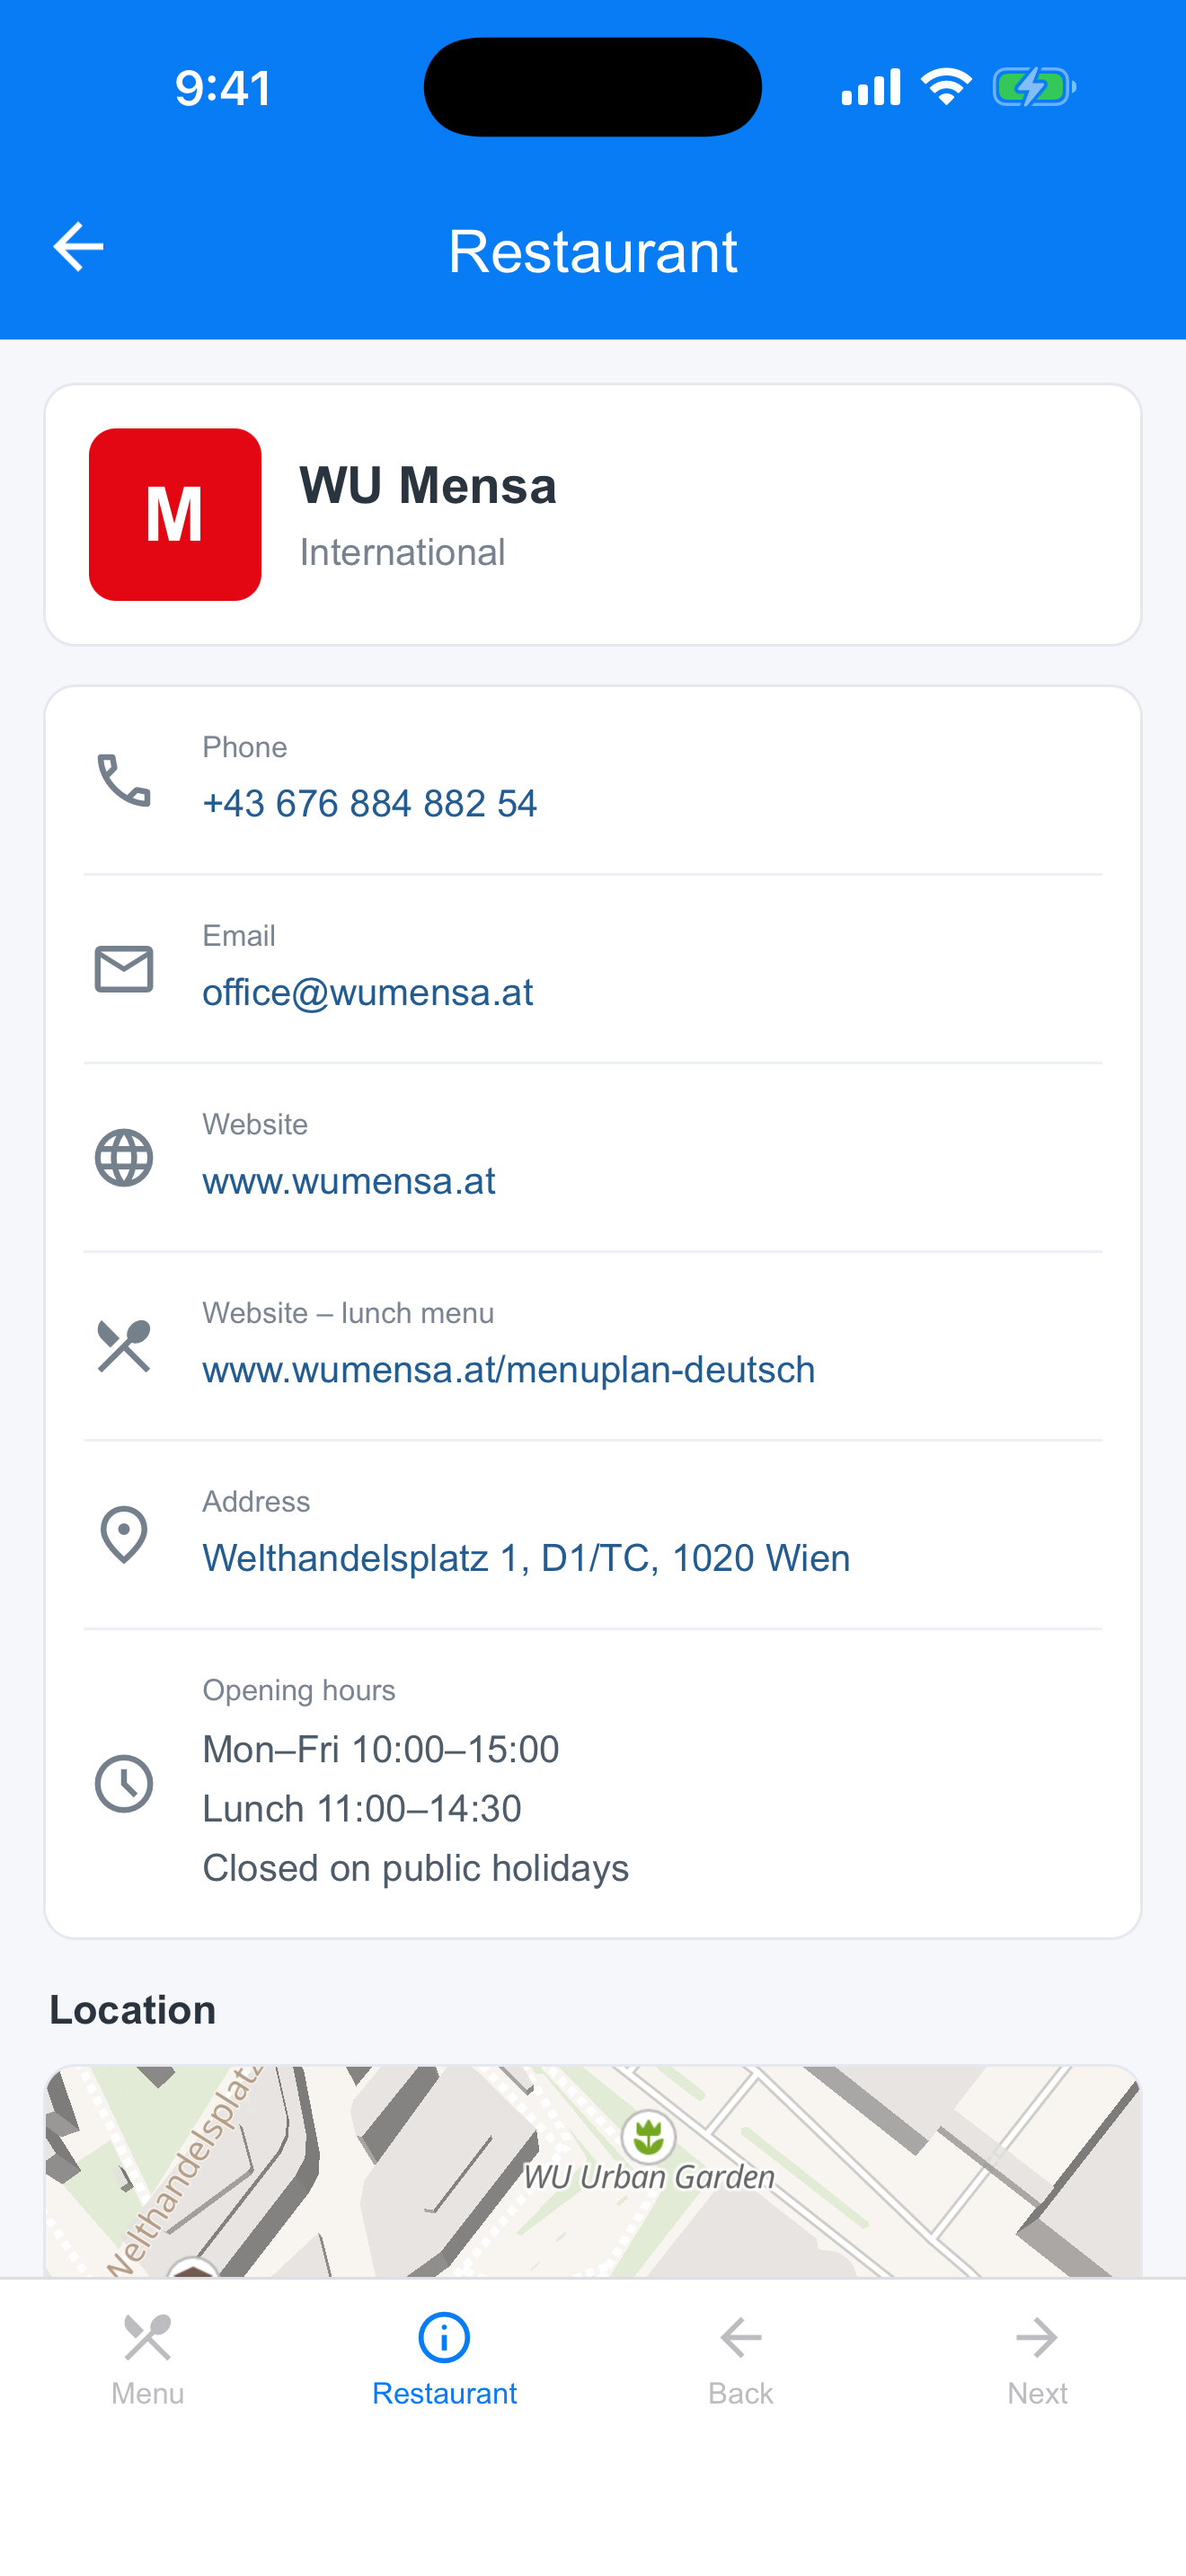 9:41
Restaurant
M
WU Mensa
International
Phone
+43 676 884 882 54
Email
office@wumensa.at
Website
www.wumensa.at
Website – lunch menu
www.wumensa.at/menuplan-deutsch
Address
Welthandelsplatz 1, D1/TC, 1020 Wien
Opening hours
Mon–Fri 10:00–15:00
Lunch 11:00–14:30
Closed on public holidays
Location
Welthandelsplatz
WU Urban Garden
Menu
Restaurant
Back
Next